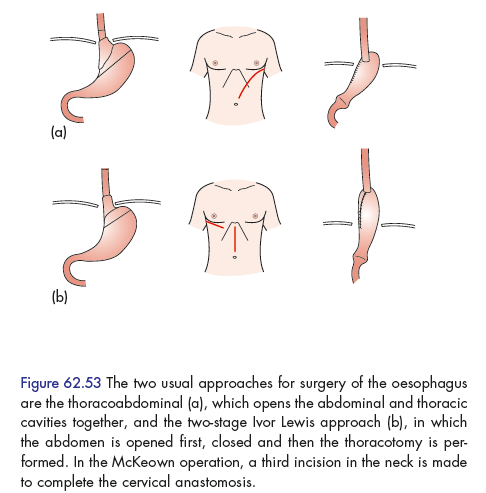 (a)
(b)
Figure 62.53 The two usual approaches for surgery of the oesophagus
are the thoracoabdominal (a), which opens the abdominal and thoracic
cavities together, and the two-stage Ivor Lewis approach (b), in which
the abdomen is opened first, closed and then the thoracotomy is per-
formed. In the McKeown operation, a third incision in the neck is made
to complete the cervical anastomosis.